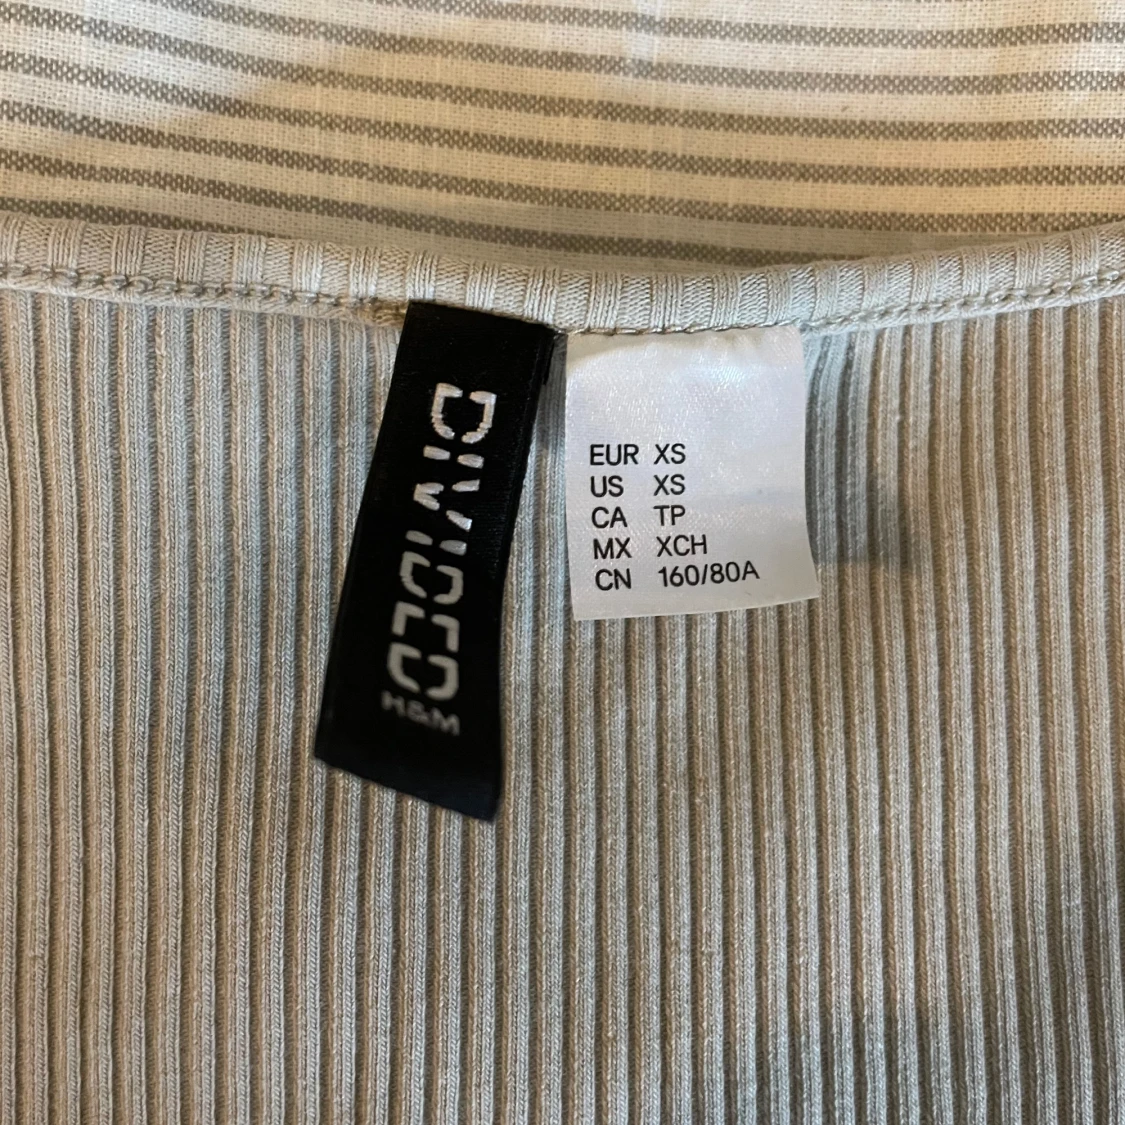 DIVIDED
H&M
EUR XS
US XS
CA TP
MX XCH
CN 160/80A